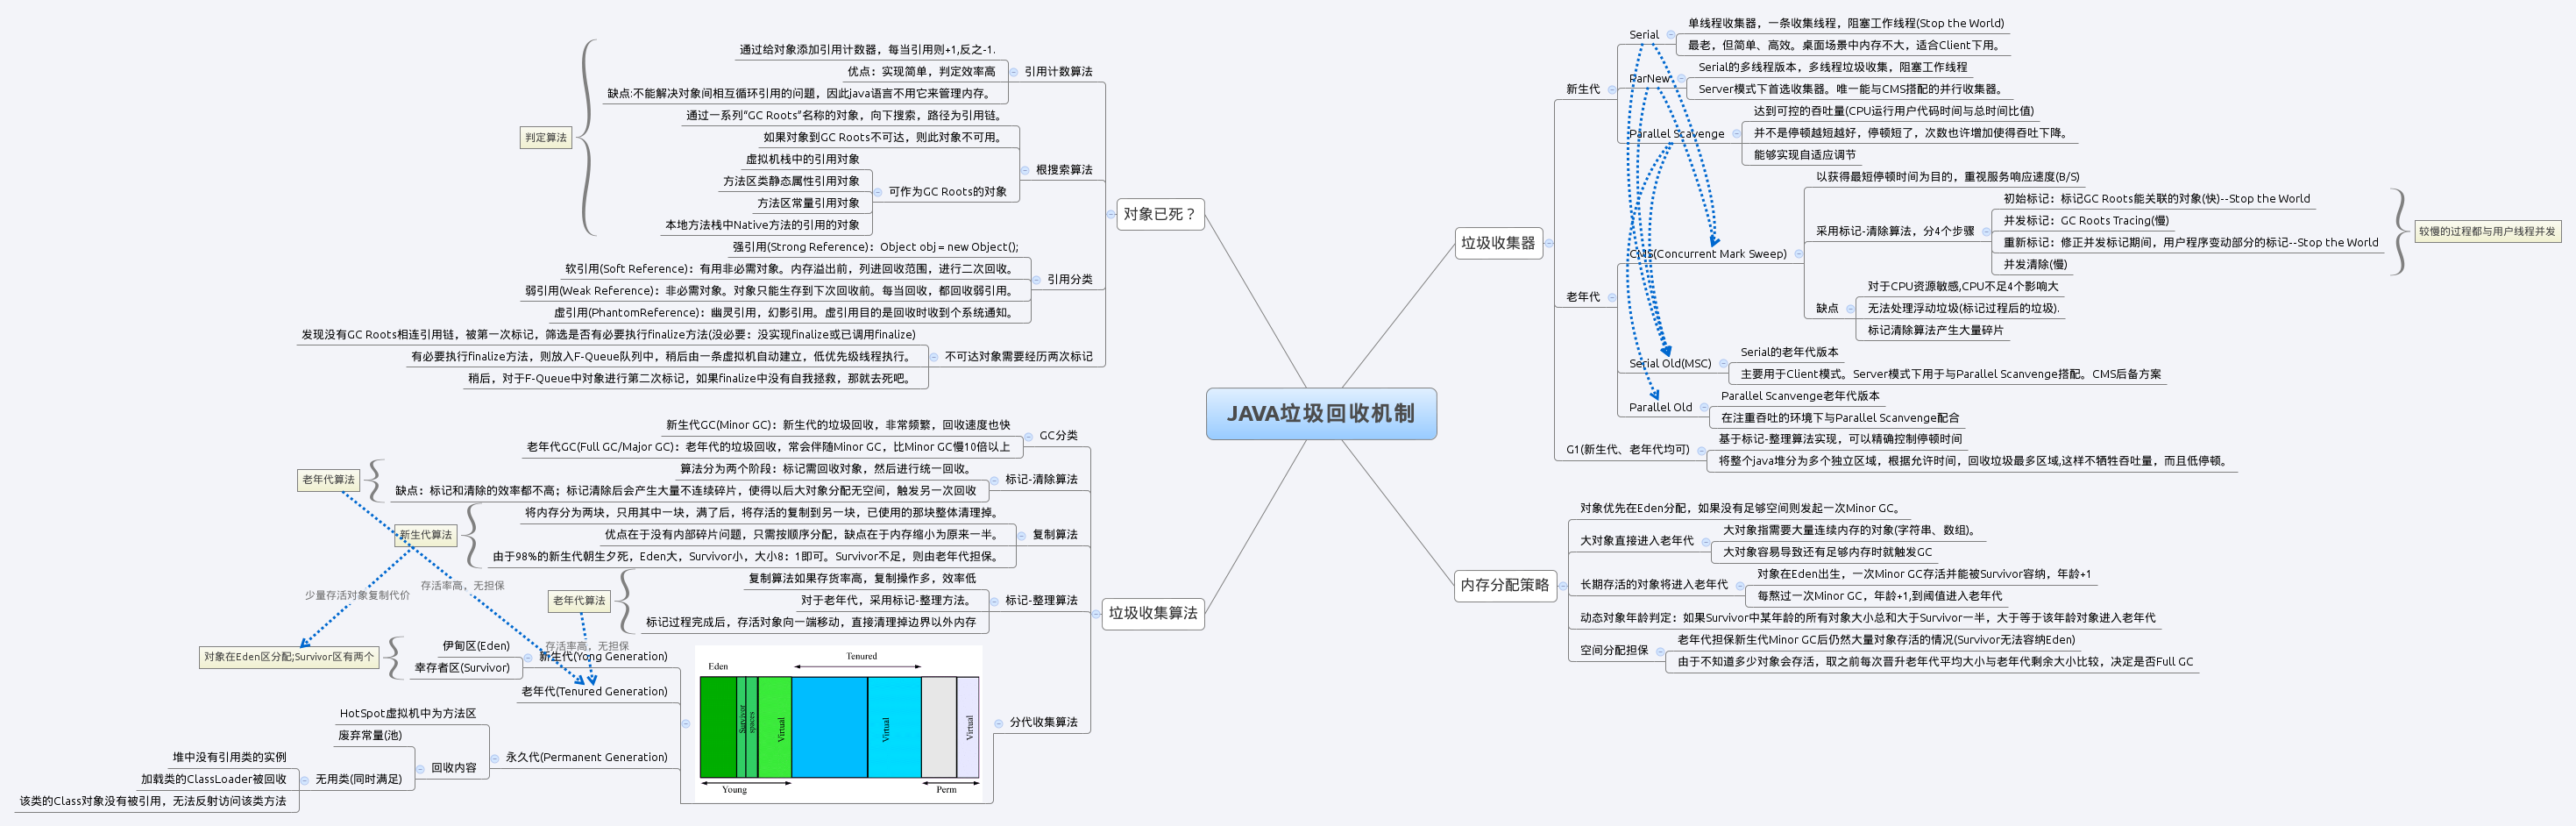 JAVA垃圾回收机制
对象已死？
判定算法
引用计数算法
通过给对象添加引用计数器，每当引用则+1,反之-1.
优点：实现简单，判定效率高
缺点:不能解决对象间相互循环引用的问题，因此java语言不用它来管理内存。
根搜索算法
通过一系列“GC Roots”名称的对象，向下搜索，路径为引用链。
如果对象到GC Roots不可达，则此对象不可用。
可作为GC Roots的对象
虚拟机栈中的引用对象
方法区类静态属性引用对象
方法区常量引用对象
本地方法栈中Native方法的引用的对象
引用分类
强引用(Strong Reference)：Object obj = new Object();
软引用(Soft Reference)：有用非必需对象。内存溢出前，列进回收范围，进行二次回收。
弱引用(Weak Reference)：非必需对象。对象只能生存到下次回收前。每当回收，都回收弱引用。
虚引用(PhantomReference)：幽灵引用，幻影引用。虚引用目的是回收时收到个系统通知。
不可达对象需要经历两次标记
发现没有GC Roots相连引用链，被第一次标记，筛选是否有必要执行finalize方法(没必要：没实现finalize或已调用finalize)
有必要执行finalize方法，则放入F-Queue队列中，稍后由一条虚拟机自动建立，低优先级线程执行。
稍后，对于F-Queue中对象进行第二次标记，如果finalize中没有自我拯救，那就去死吧。
垃圾收集算法
GC分类
新生代GC(Minor GC)：新生代的垃圾回收，非常频繁，回收速度也快
老年代GC(Full GC/Major GC)：老年代的垃圾回收，常会伴随Minor GC，比Minor GC慢10倍以上
老年代算法
标记-清除算法
算法分为两个阶段：标记需回收对象，然后进行统一回收。
缺点：标记和清除的效率都不高；标记清除后会产生大量不连续碎片，使得以后大对象分配无空间，触发另一次回收
新生代算法
复制算法
将内存分为两块，只用其中一块，满了后，将存活的复制到另一块，已使用的那块整体清理掉。
优点在于没有内部碎片问题，只需按顺序分配，缺点在于内存缩小为原来一半。
由于98%的新生代朝生夕死，Eden大，Survivor小，大小8：1即可。Survivor不足，则由老年代担保。
老年代算法
标记-整理算法
复制算法如果存货率高，复制操作多，效率低
对于老年代，采用标记-整理方法。
标记过程完成后，存活对象向一端移动，直接清理掉边界以外内存
少量存活对象复制代价
存活率高，无担保
存活率高，无担保
分代收集算法
新生代(Yong Generation)
伊甸区(Eden)
幸存者区(Survivor)
对象在Eden区分配;Survivor区有两个
老年代(Tenured Generation)
永久代(Permanent Generation)
HotSpot虚拟机中为方法区
回收内容
废弃常量(池)
无用类(同时满足)
堆中没有引用类的实例
加载类的ClassLoader被回收
该类的Class对象没有被引用，无法反射访问该类方法
Eden
Tenured
Survivor
spaces
Virtual
Virtual
Virtual
Young
Perm
垃圾收集器
新生代
Serial
单线程收集器，一条收集线程，阻塞工作线程(Stop the World)
最老，但简单、高效。桌面场景中内存不大，适合Client下用。
ParNew
Serial的多线程版本，多线程垃圾收集，阻塞工作线程
Server模式下首选收集器。唯一能与CMS搭配的并行收集器。
Parallel Scavenge
达到可控的吞吐量(CPU运行用户代码时间与总时间比值)
并不是停顿越短越好，停顿短了，次数也许增加使得吞吐下降。
能够实现自适应调节
老年代
CMS(Concurrent Mark Sweep)
以获得最短停顿时间为目的，重视服务响应速度(B/S)
采用标记-清除算法，分4个步骤
初始标记：标记GC Roots能关联的对象(快)--Stop the World
并发标记：GC Roots Tracing(慢)
重新标记：修正并发标记期间，用户程序变动部分的标记--Stop the World
并发清除(慢)
较慢的过程都与用户线程并发
缺点
对于CPU资源敏感,CPU不足4个影响大
无法处理浮动垃圾(标记过程后的垃圾).
标记清除算法产生大量碎片
Serial Old(MSC)
Serial的老年代版本
主要用于Client模式。Server模式下用于与Parallel Scanvenge搭配。CMS后备方案
Parallel Old
Parallel Scanvenge老年代版本
在注重吞吐的环境下与Parallel Scanvenge配合
G1(新生代、老年代均可)
基于标记-整理算法实现，可以精确控制停顿时间
将整个java堆分为多个独立区域，根据允许时间，回收垃圾最多区域,这样不牺牲吞吐量，而且低停顿。
内存分配策略
对象优先在Eden分配，如果没有足够空间则发起一次Minor GC。
大对象直接进入老年代
大对象指需要大量连续内存的对象(字符串、数组)。
大对象容易导致还有足够内存时就触发GC
长期存活的对象将进入老年代
对象在Eden出生，一次Minor GC存活并能被Survivor容纳，年龄+1
每熬过一次Minor GC，年龄+1,到阈值进入老年代
动态对象年龄判定：如果Survivor中某年龄的所有对象大小总和大于Survivor一半，大于等于该年龄对象进入老年代
空间分配担保
老年代担保新生代Minor GC后仍然大量对象存活的情况(Survivor无法容纳Eden)
由于不知道多少对象会存活，取之前每次晋升老年代平均大小与老年代剩余大小比较，决定是否Full GC